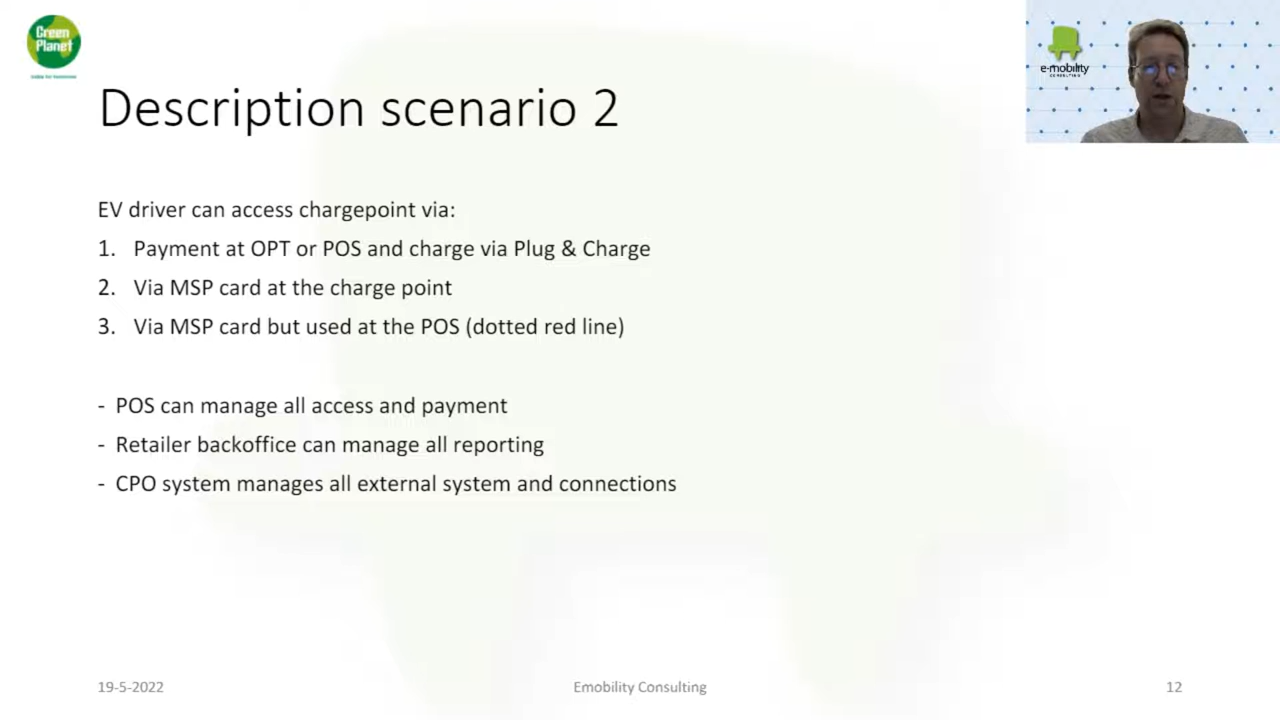 Green
Planet
e-mobility
CONSULTING
Description scenario 2
EV driver can access chargepoint via:
1. Payment at OPT or POS and charge via Plug & Charge
2. Via MSP card at the charge point
3. Via MSP card but used at the POS (dotted red line)
- POS can manage all access and payment
- Retailer backoffice can manage all reporting
- CPO system manages all external system and connections
19-5-2022
Emobility Consulting
12